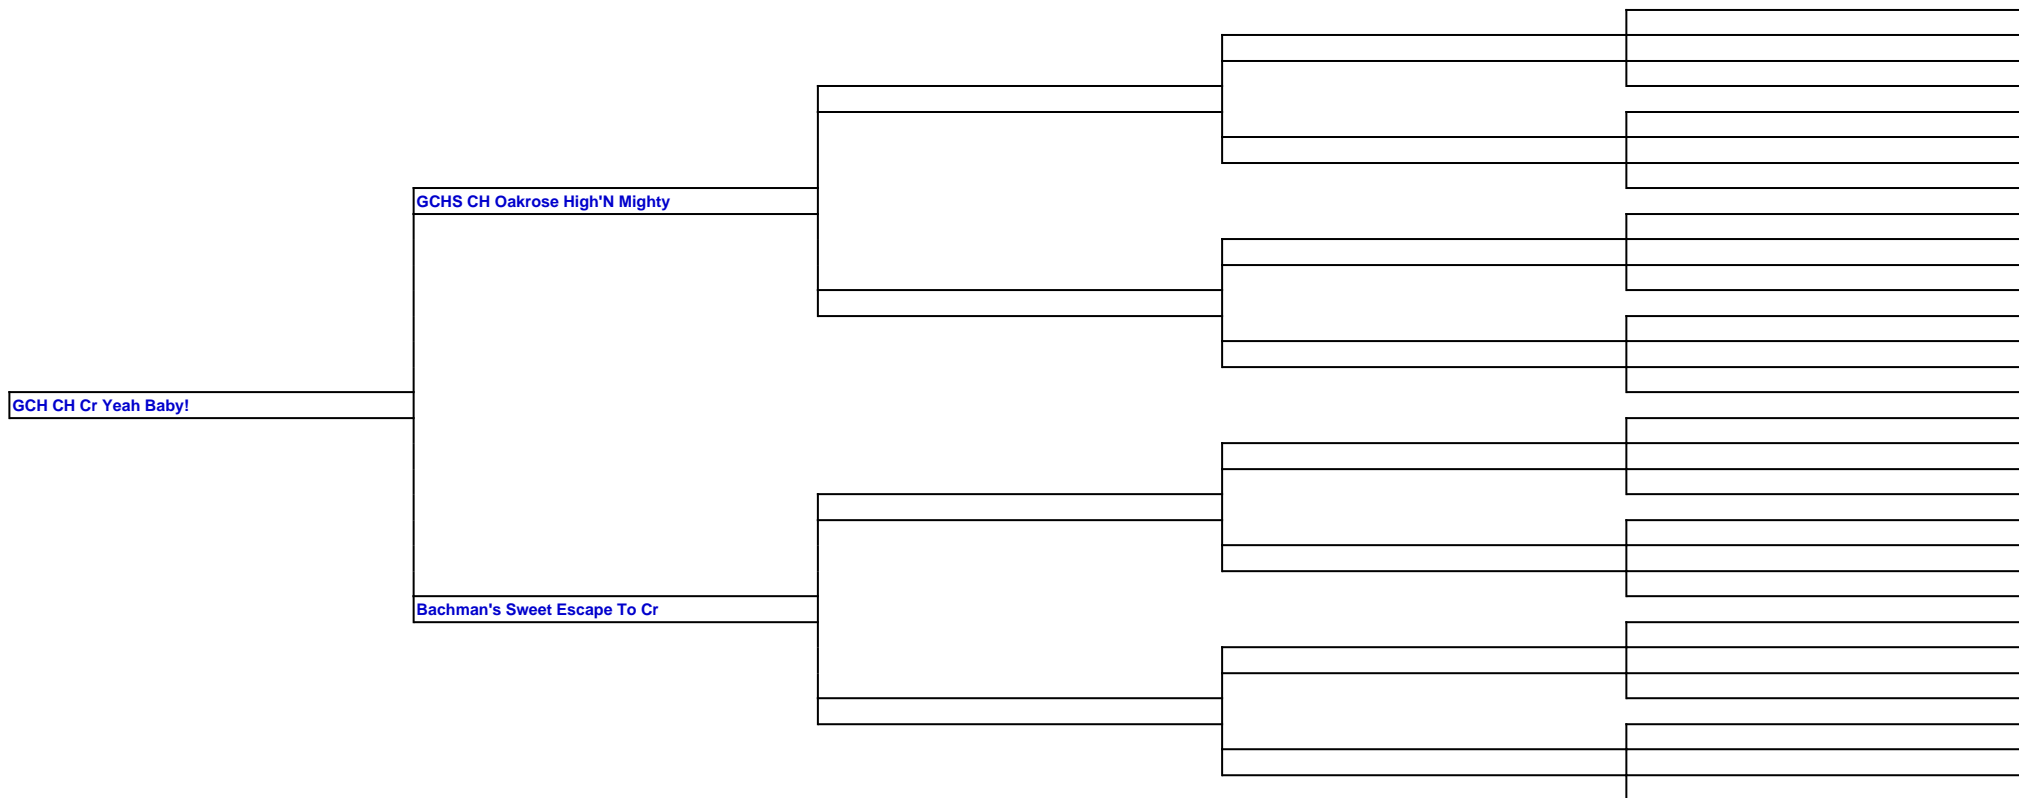 GCHS CH Oakrose High'N Mighty
GCH CH Cr Yeah Baby!
Bachman's Sweet Escape To Cr